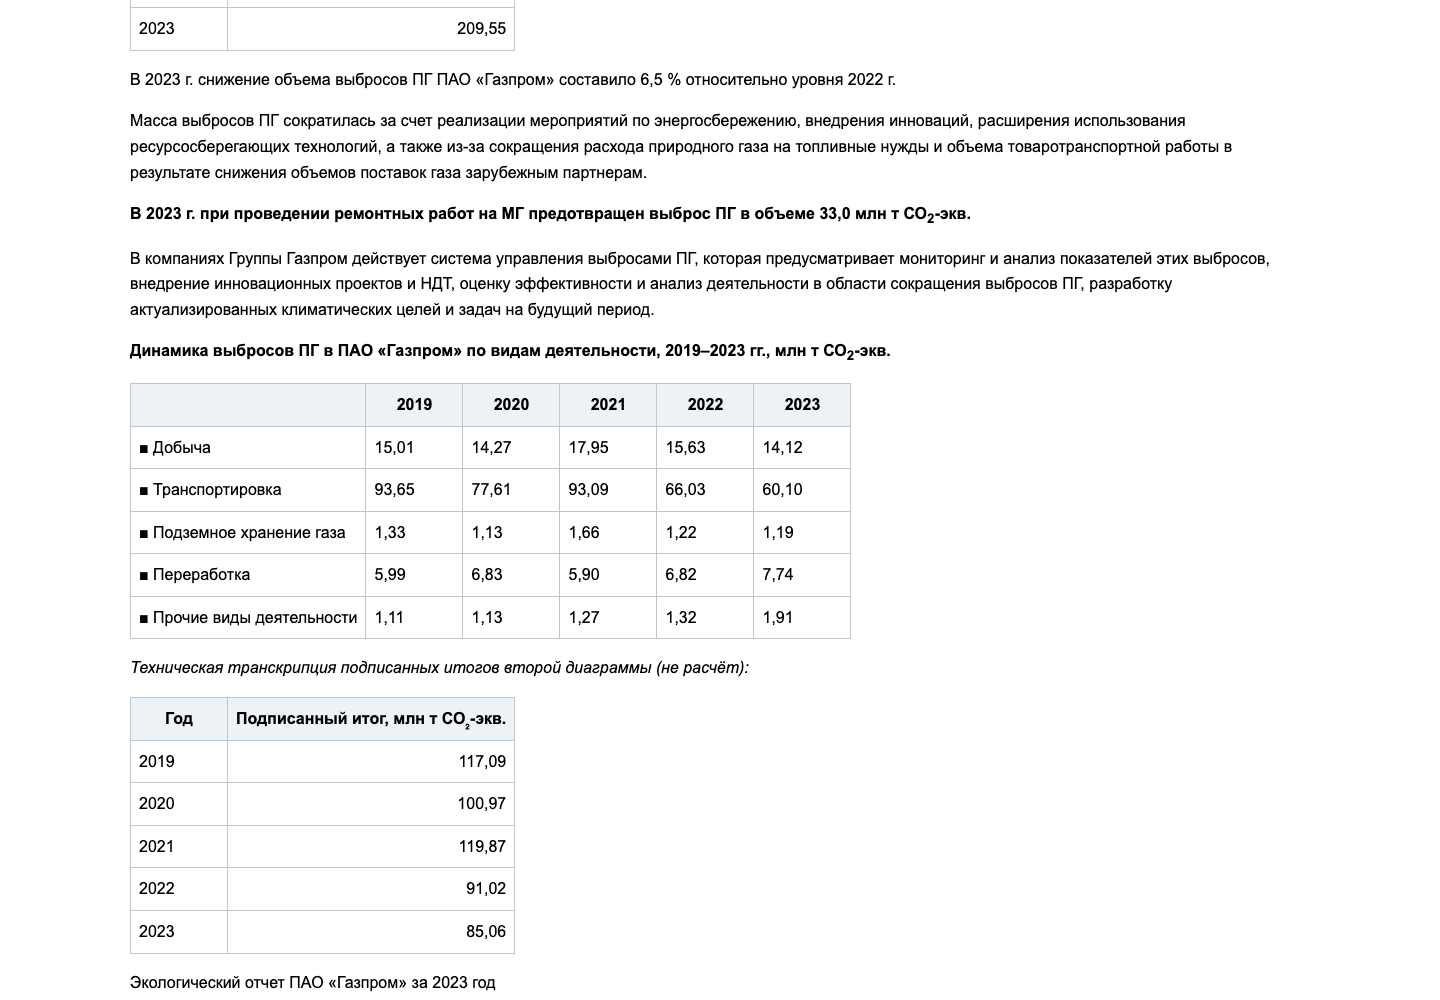 2023 209,55
В 2023 г. снижение объема выбросов ПГ ПАО «Газпром» составило 6,5 % относительно уровня 2022 г.
Масса выбросов ПГ сократилась за счет реализации мероприятий по энергосбережению, внедрения инноваций, расширения использования
ресурсосберегающих технологий, а также из-за сокращения расхода природного газа на топливные нужды и объема товаротранспортной работы в
результате снижения объемов поставок газа зарубежным партнерам.
В 2023 г. при проведении ремонтных работ на МГ предотвращен выброс ПГ в объеме 33,0 млн т CO₂-экв.
В компаниях Группы Газпром действует система управления выбросами ПГ, которая предусматривает мониторинг и анализ показателей этих выбросов,
внедрение инновационных проектов и НДТ, оценку эффективности и анализ деятельности в области сокращения выбросов ПГ, разработку
актуализированных климатических целей и задач на будущий период.
Динамика выбросов ПГ в ПАО «Газпром» по видам деятельности, 2019–2023 гг., млн т CO₂-экв.
2019 2020 2021 2022 2023
■ Добыча 15,01 14,27 17,95 15,63 14,12
■ Транспортировка 93,65 77,61 93,09 66,03 60,10
■ Подземное хранение газа 1,33 1,13 1,66 1,22 1,19
■ Переработка 5,99 6,83 5,90 6,82 7,74
■ Прочие виды деятельности 1,11 1,13 1,27 1,32 1,91
Техническая транскрипция подписанных итогов второй диаграммы (не расчёт):
Год Подписанный итог, млн т CO₂-экв.
2019 117,09
2020 100,97
2021 119,87
2022 91,02
2023 85,06
Экологический отчет ПАО «Газпром» за 2023 год